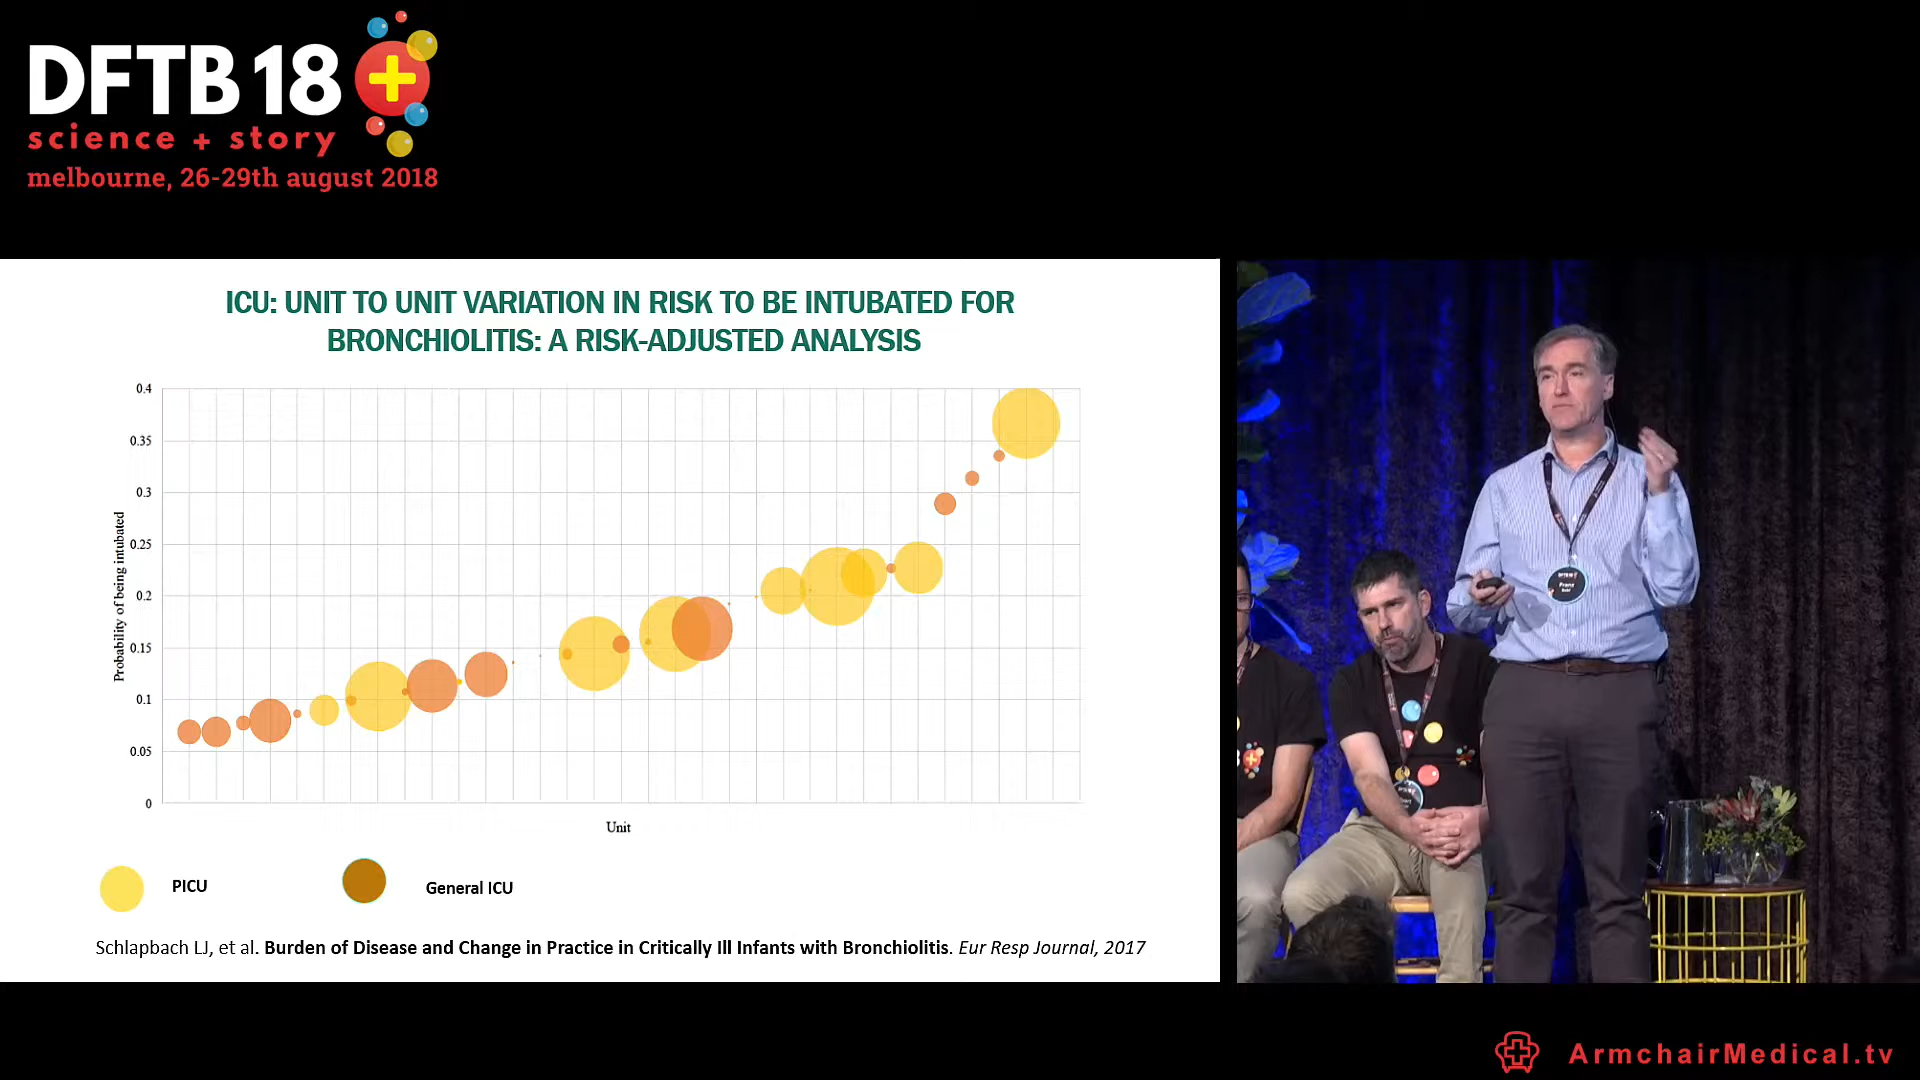 DFTB 18
science + story
melbourne, 26-29th august 2018
ICU: UNIT TO UNIT VARIATION IN RISK TO BE INTUBATED FOR
BRONCHIOLITIS: A RISK-ADJUSTED ANALYSIS
Probability of being intubated
0.4
0.35
0.3
0.25
0.2
0.15
0.1
0.05
0
Unit
PICU
General ICU
Schlapbach LJ, et al. Burden of Disease and Change in Practice in Critically Ill Infants with Bronchiolitis. Eur Resp Journal, 2017
DFTB18
Franz
ArmchairMedical.tv